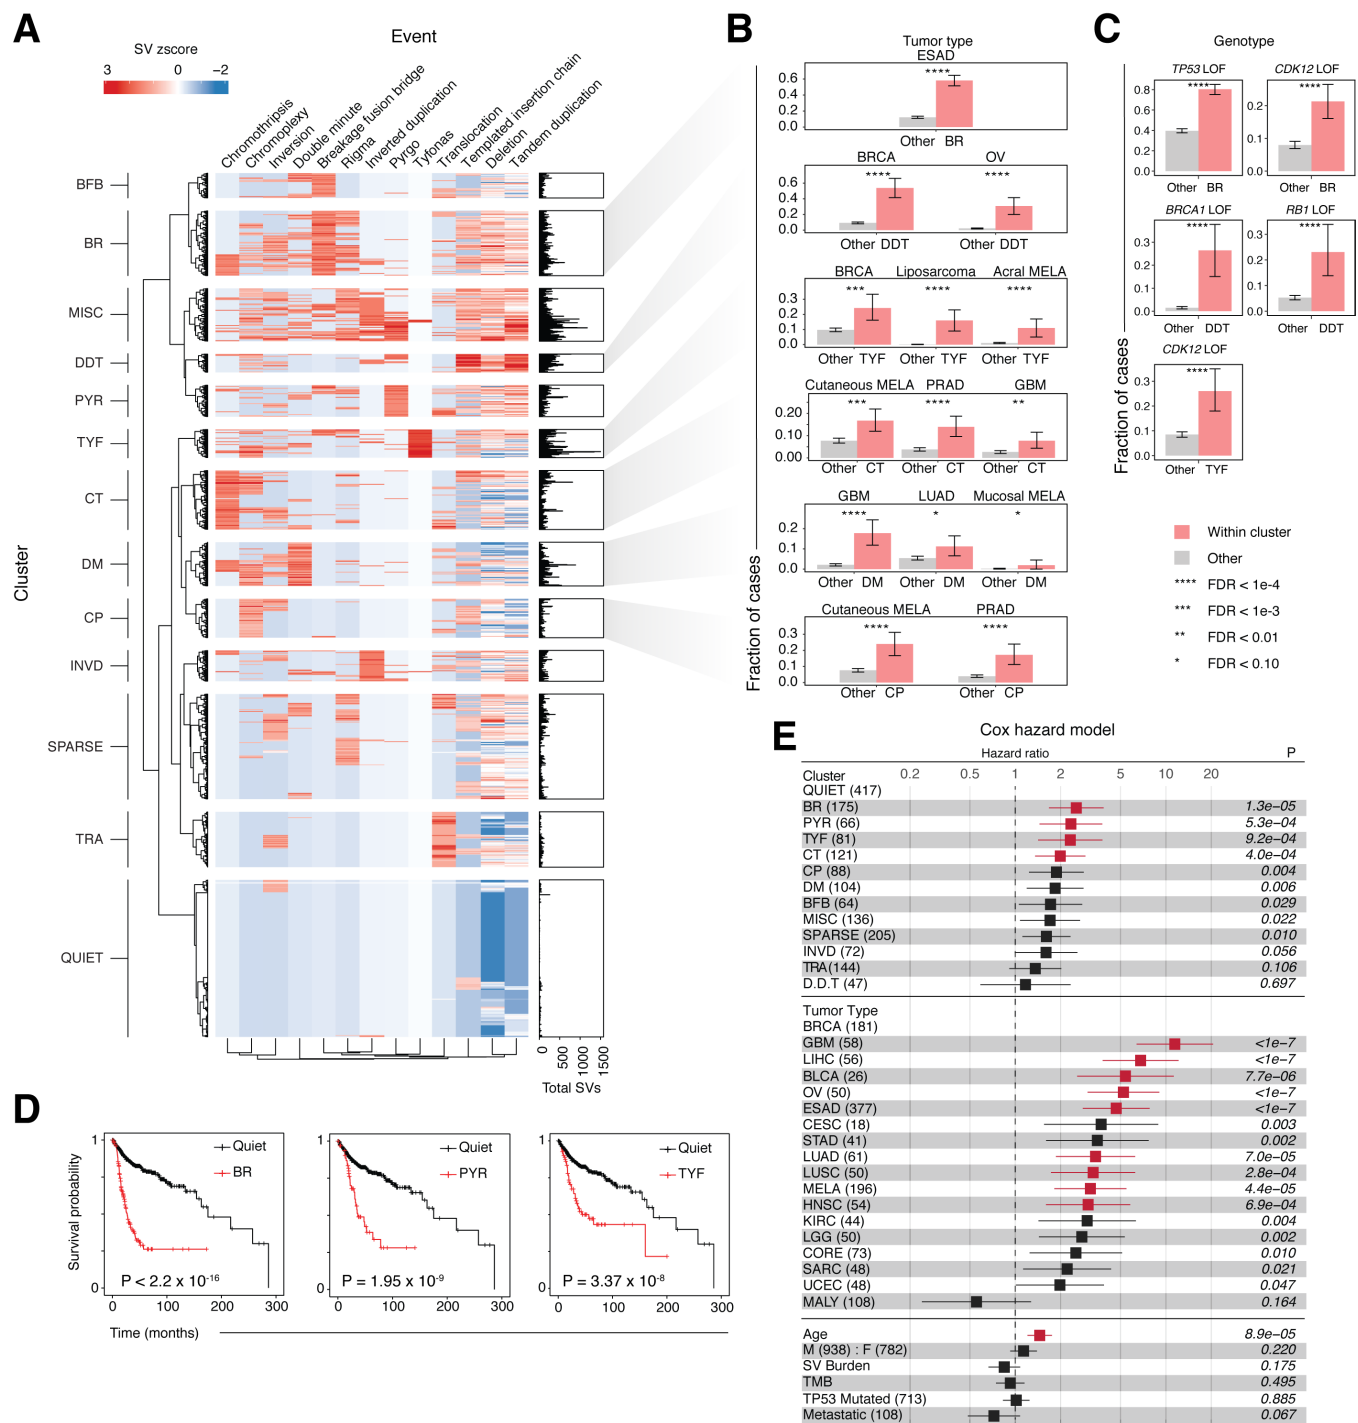 A
Event
SV zscore
3 0 −2
Chromothripsis
Chromoplexy
Inversion
Double minute
Breakage fusion bridge
Rigma
Inverted duplication
Pyrgo
Tyfonas
Translocation
Templated insertion chain
Deletion
Tandem duplication
Cluster
BFB
BR
MISC
DDT
PYR
TYF
CT
DM
CP
INVD
SPARSE
TRA
QUIET
0
500
1000
1500
Total SVs
B
Tumor type
Fraction of cases
ESAD
****
0.6
0.4
0.2
0.0
Other BR
BRCA OV
**** ****
0.6
0.4
0.2
0.0
Other DDT Other DDT
BRCA Liposarcoma Acral MELA
*** **** ****
0.3
0.2
0.1
0.0
Other TYF Other TYF Other TYF
Cutaneous MELA PRAD GBM
*** **** **
0.20
0.10
0.00
Other CT Other CT Other CT
GBM LUAD Mucosal MELA
**** * *
0.2
0.1
0.0
Other DM Other DM Other DM
Cutaneous MELA PRAD
**** ****
0.3
0.2
0.1
0.0
Other CP Other CP
C
Genotype
Fraction of cases
TP53 LOF CDK12 LOF
**** ****
0.8
0.4
0.0
0.2
0.1
0.0
Other BR Other BR
BRCA1 LOF RB1 LOF
**** ****
0.3
0.2
0.1
0.0
0.3
0.2
0.1
0.0
Other DDT Other DDT
CDK12 LOF
****
0.3
0.2
0.1
0.0
Other TYF
Within cluster
Other
**** FDR < 1e-4
*** FDR < 1e-3
** FDR < 0.01
* FDR < 0.10
D
Survival probability
1
0
Quiet
BR
P < 2.2 x 10-16
0 100 200 300
1
0
Quiet
PYR
P = 1.95 x 10-9
0 100 200 300
1
0
Quiet
TYF
P = 3.37 x 10-8
0 100 200 300
Time (months)
E
Cox hazard model
Hazard ratio P
Cluster 0.2 0.5 1 2 5 10 20
QUIET (417)
BR (175) 1.3e−05
PYR (66) 5.3e−04
TYF (81) 9.2e−04
CT (121) 4.0e−04
CP (88) 0.004
DM (104) 0.006
BFB (64) 0.029
MISC (136) 0.022
SPARSE (205) 0.010
INVD (72) 0.056
TRA(144) 0.106
D.D.T (47) 0.697
Tumor Type
BRCA (181)
GBM (58) <1e−7
LIHC (56) <1e−7
BLCA (26) 7.7e−06
OV (50) <1e−7
ESAD (377) <1e−7
CESC (18) 0.003
STAD (41) 0.002
LUAD (61) 7.0e−05
LUSC (50) 2.8e−04
MELA (196) 4.4e−05
HNSC (54) 6.9e−04
KIRC (44) 0.004
LGG (50) 0.002
CORE (73) 0.010
SARC (48) 0.021
UCEC (48) 0.047
MALY (108) 0.164
Age 8.9e−05
M (938) : F (782) 0.220
SV Burden 0.175
TMB 0.495
TP53 Mutated (713) 0.885
Metastatic (108) 0.067